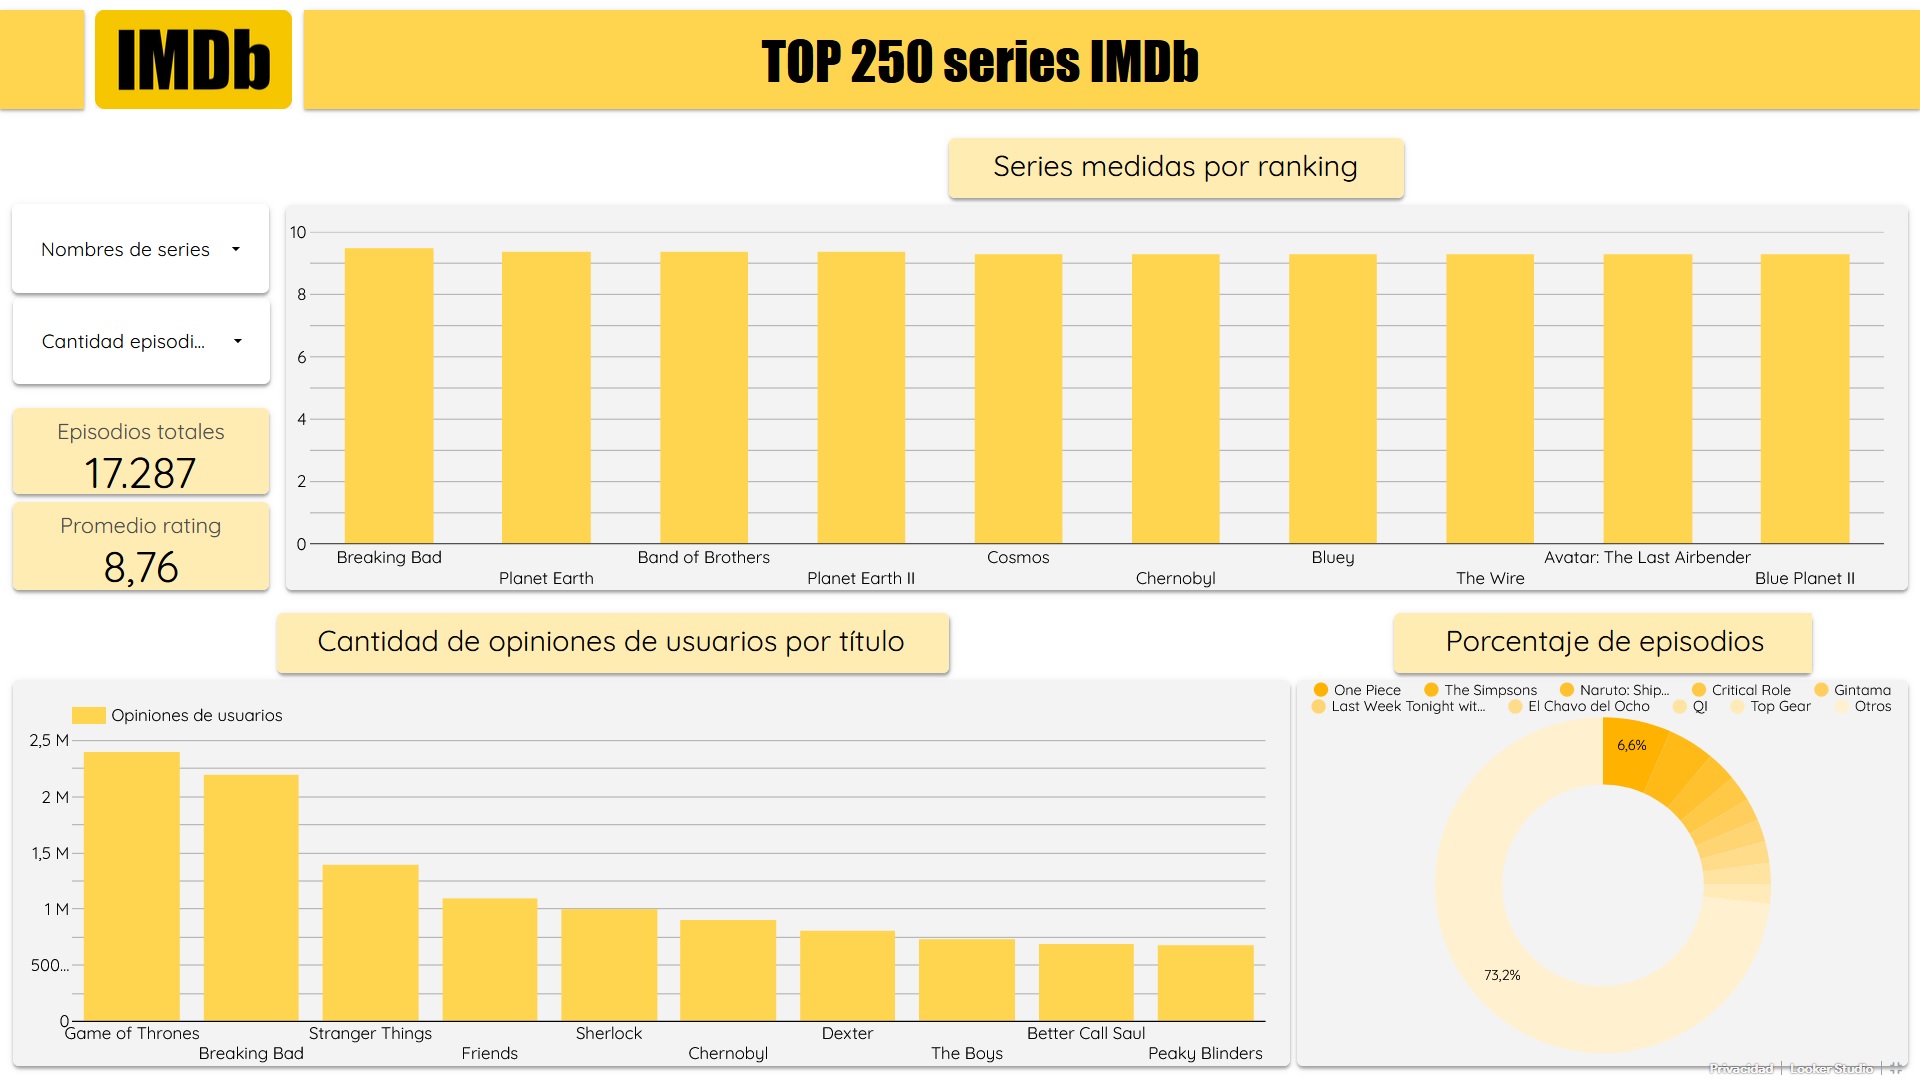 IMDb
TOP 250 series IMDb
Series medidas por ranking
Nombres de series
Cantidad episodi...
Episodios totales
17.287
Promedio rating
8,76
10
8
6
4
2
0
Breaking Bad
Planet Earth
Band of Brothers
Planet Earth II
Cosmos
Chernobyl
Bluey
The Wire
Avatar: The Last Airbender
Blue Planet II
Cantidad de opiniones de usuarios por título
Opiniones de usuarios
2,5 M
2 M
1,5 M
1 M
500...
0
Game of Thrones
Breaking Bad
Stranger Things
Friends
Sherlock
Chernobyl
Dexter
The Boys
Better Call Saul
Peaky Blinders
Porcentaje de episodios
One Piece The Simpsons Naruto: Ship... Critical Role Gintama
Last Week Tonight wit... El Chavo del Ocho QI Top Gear Otros
6,6%
73,2%
Privacidad Looker Studio